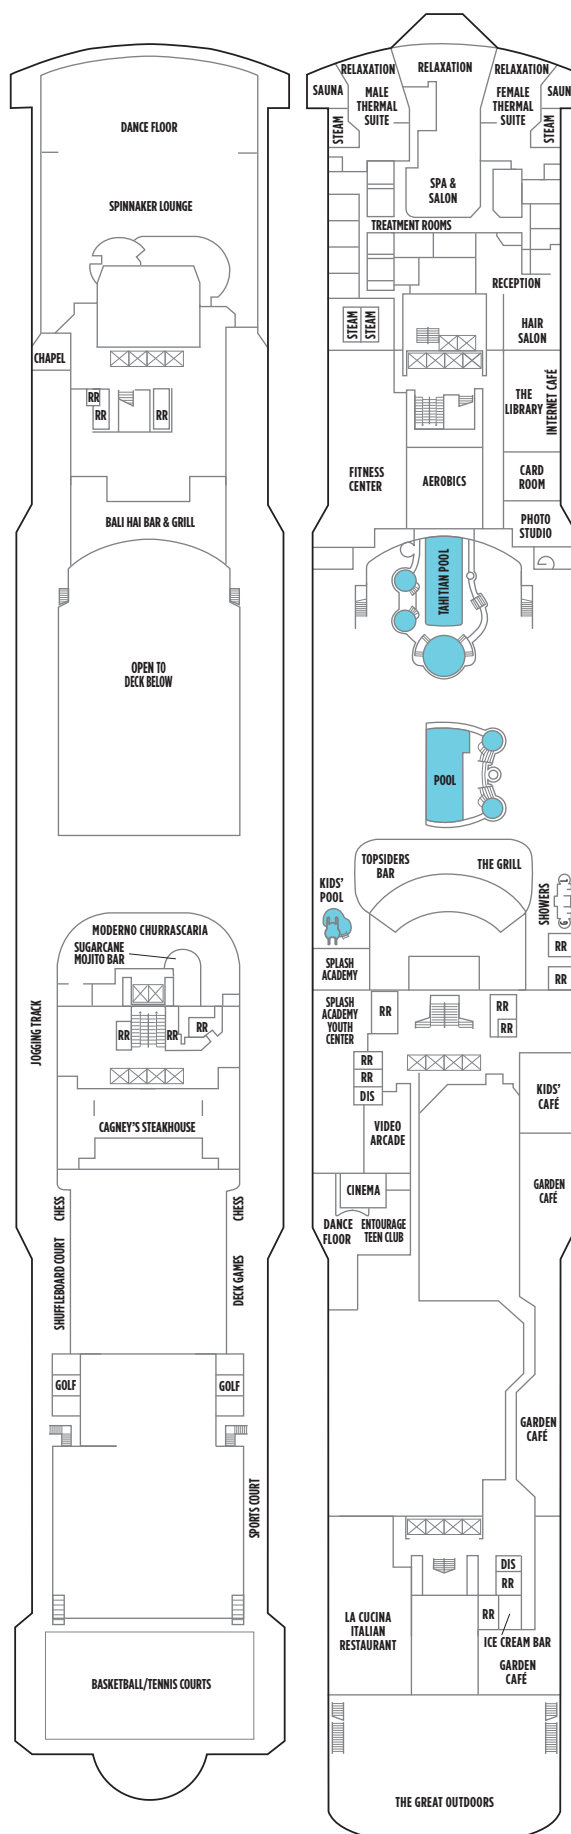 DANCE FLOOR
SPINNAKER LOUNGE
CHAPEL
RR
RR
RR
BALI HAI BAR & GRILL
OPEN TO
DECK BELOW
MODERNO CHURRASCARIA
SUGARCANE
MOJITO BAR
JOGGING TRACK
RR
RR
RR
CAGNEY'S STEAKHOUSE
CHESS
CHESS
SHUFFLEBOARD COURT
DECK GAMES
GOLF
GOLF
SPORTS COURT
BASKETBALL/TENNIS COURTS
RELAXATION
RELAXATION
RELAXATION
SAUNA
MALE
THERMAL
SUITE
FEMALE
THERMAL
SUITE
SAUNA
STEAM
STEAM
SPA &
SALON
TREATMENT ROOMS
RECEPTION
STEAM
STEAM
HAIR
SALON
THE
LIBRARY
INTERNET CAFÉ
FITNESS
CENTER
AEROBICS
CARD
ROOM
PHOTO
STUDIO
TAHITIAN POOL
POOL
TOPSIDERS
BAR
THE GRILL
KIDS'
POOL
SHOWERS
RR
RR
SPLASH
ACADEMY
SPLASH
ACADEMY
YOUTH
CENTER
RR
RR
RR
RR
RR
DIS
KIDS'
CAFÉ
VIDEO
ARCADE
GARDEN
CAFÉ
CINEMA
DANCE
FLOOR
ENTOURAGE
TEEN CLUB
GARDEN
CAFÉ
DIS
RR
RR
LA CUCINA
ITALIAN
RESTAURANT
ICE CREAM BAR
GARDEN
CAFÉ
THE GREAT OUTDOORS